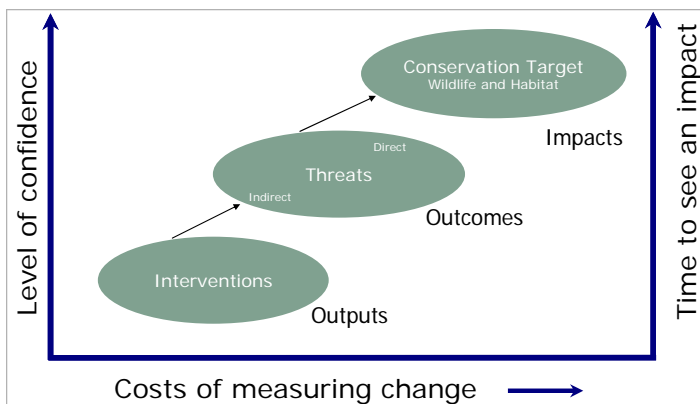 Level of confidence
Time to see an impact
Conservation Target
Wildlife and Habitat
Impacts
Direct
Threats
Indirect
Outcomes
Interventions
Outputs
Costs of measuring change